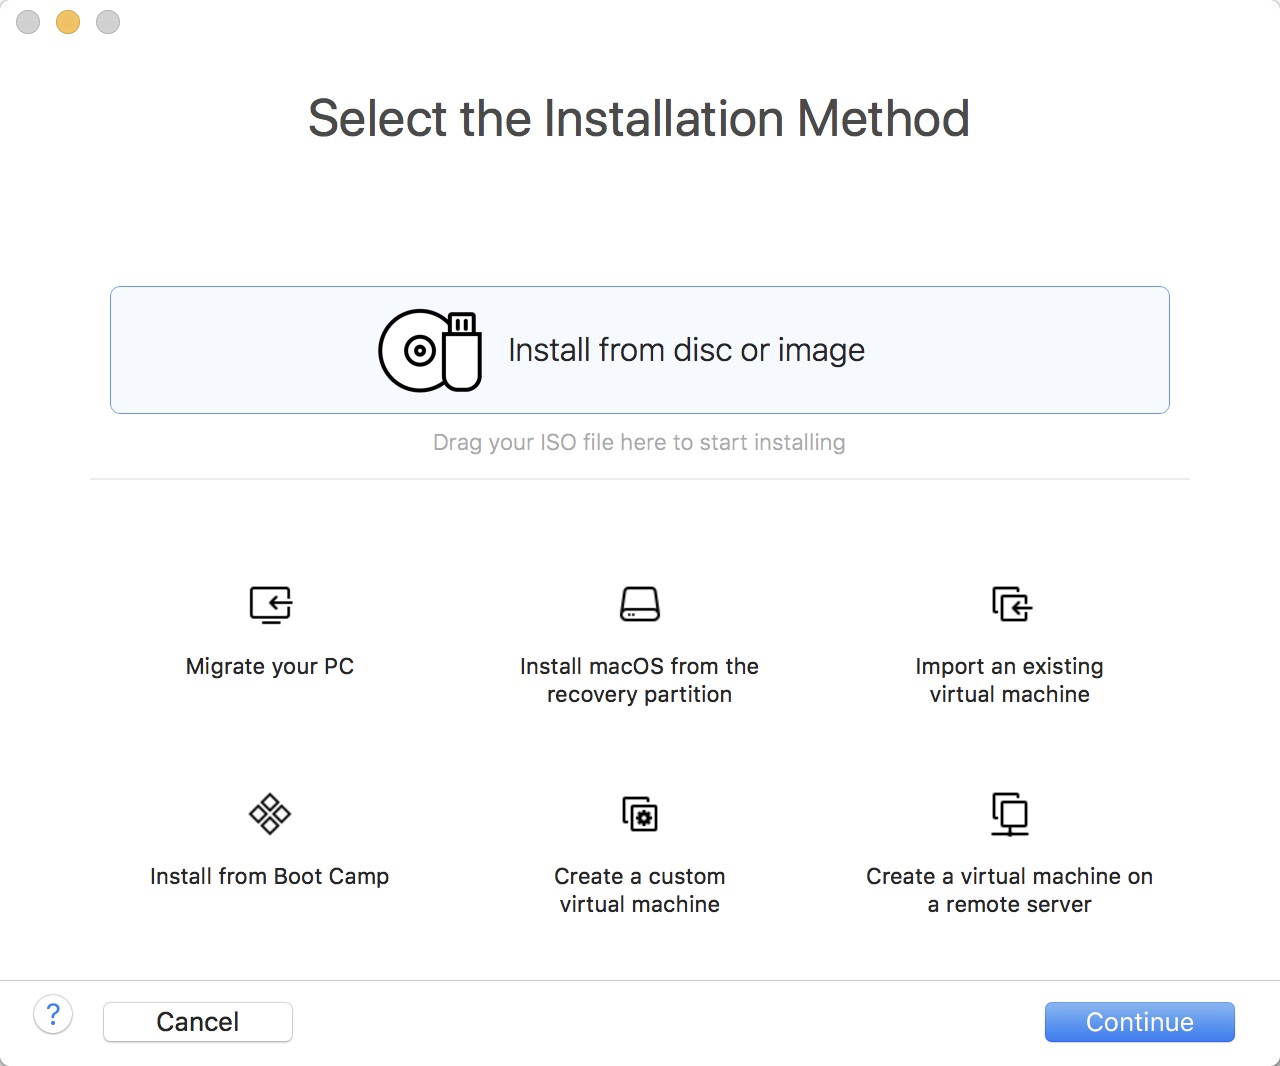 Select the Installation Method
Install from disc or image
Drag your ISO file here to start installing
Migrate your PC
Install macOS from the
recovery partition
Import an existing
virtual machine
Install from Boot Camp
Create a custom
virtual machine
Create a virtual machine on
a remote server
?
Cancel
Continue